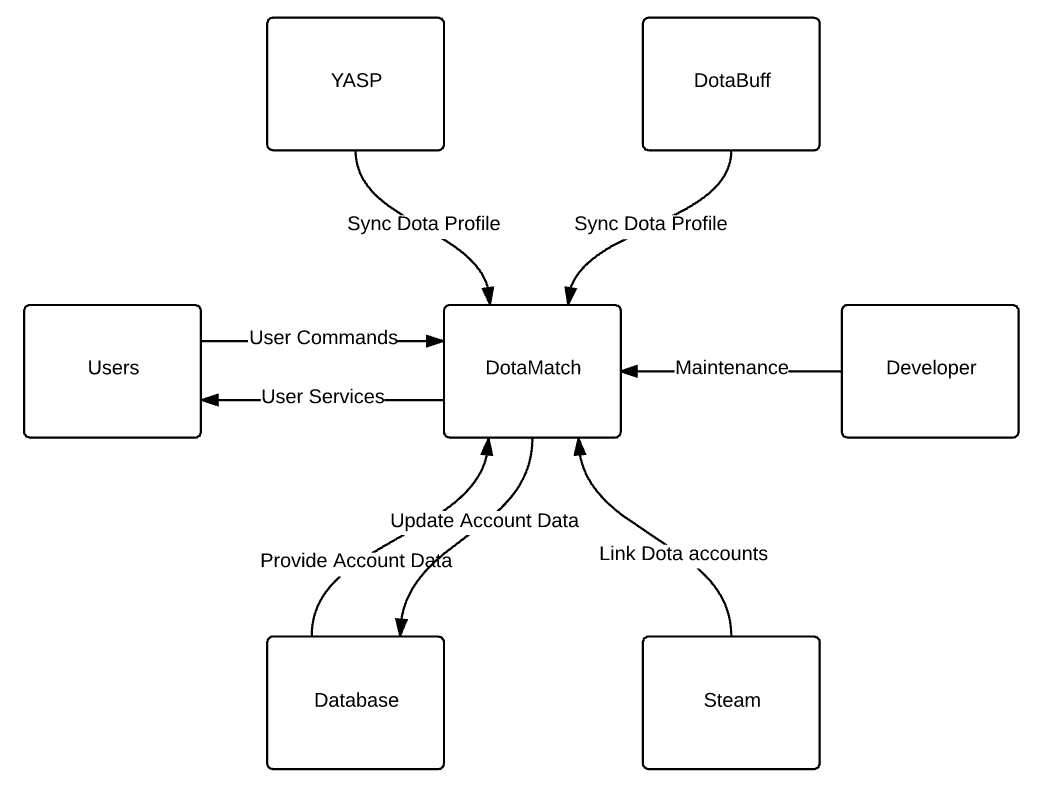 YASP
DotaBuff
Sync Dota Profile
Sync Dota Profile
User Commands
Users
DotaMatch
Maintenance
Developer
User Services
Update Account Data
Provide Account Data
Link Dota accounts
Database
Steam